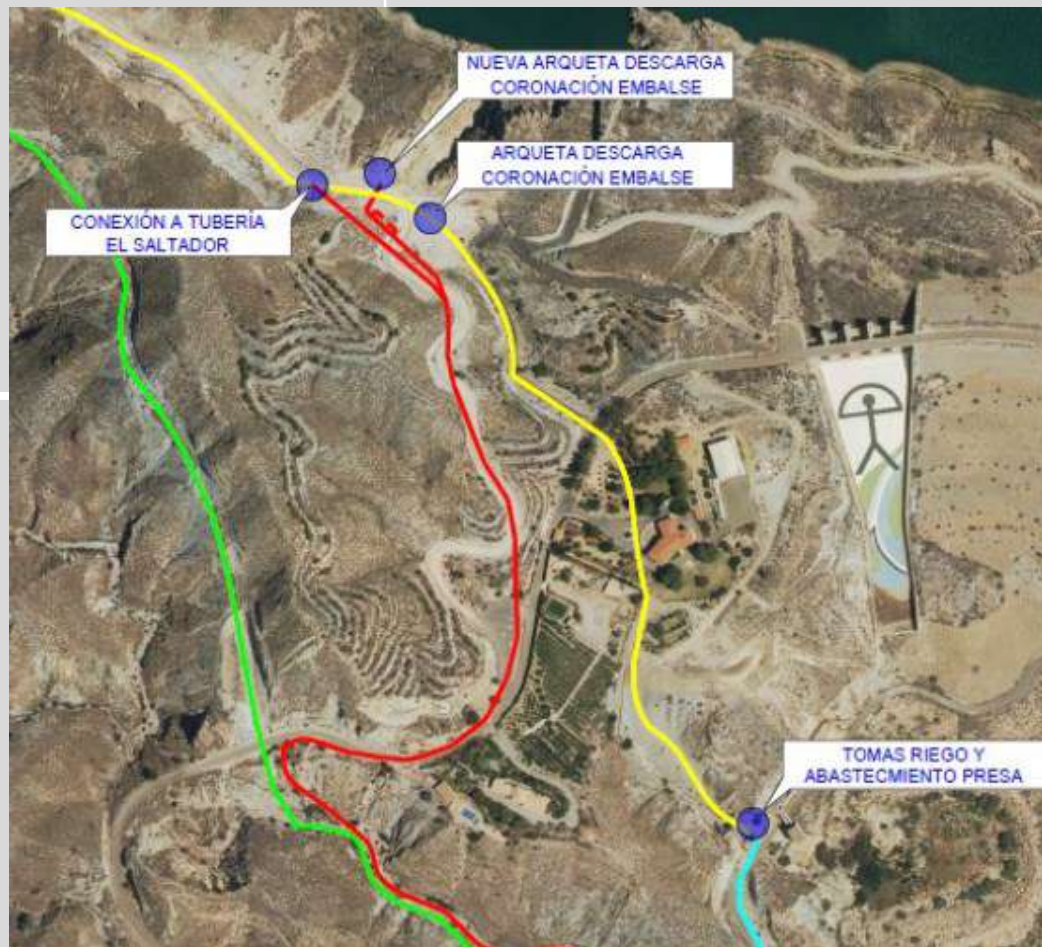 NUEVA ARQUETA DESCARGA
CORONACIÓN EMBALSE
ARQUETA DESCARGA
CORONACIÓN EMBALSE
CONEXIÓN A TUBERÍA
EL SALTADOR
TOMAS RIEGO Y
ABASTECMIENTO PRESA